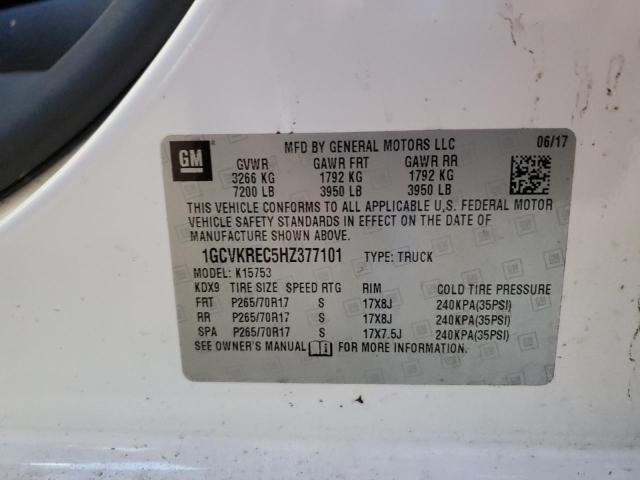 GM
MFD BY GENERAL MOTORS LLC 06/17
GVWR GAWR FRT GAWR RR
3266 KG 1792 KG 1792 KG
7200 LB 3950 LB 3950 LB
THIS VEHICLE CONFORMS TO ALL APPLICABLE U.S. FEDERAL MOTOR
VEHICLE SAFETY STANDARDS IN EFFECT ON THE DATE OF
MANUFACTURE SHOWN ABOVE.
1GCVKREC5HZ377101 TYPE: TRUCK
MODEL: K15753
KDX9 TIRE SIZE SPEED RTG RIM COLD TIRE PRESSURE
FRT P265/70R17 S 17X8J 240KPA(35PSI)
RR P265/70R17 S 17X8J 240KPA(35PSI)
SPA P265/70R17 S 17X7.5J 240KPA(35PSI)
SEE OWNER'S MANUAL FOR MORE INFORMATION.